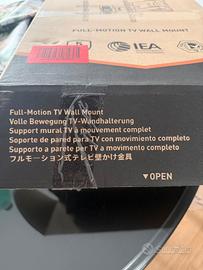 FULL-MOTION TV WALL MOUNT
IEA
Full-Motion TV Wall Mount
Volle Bewegung TV-Wandhalterung
Support mural TV à mouvement complet
Soporte de pared para TV con movimiento completo
Supporto a parete per TV a movimento completo
フルモーション式テレビ壁かけ金具
▼OPEN